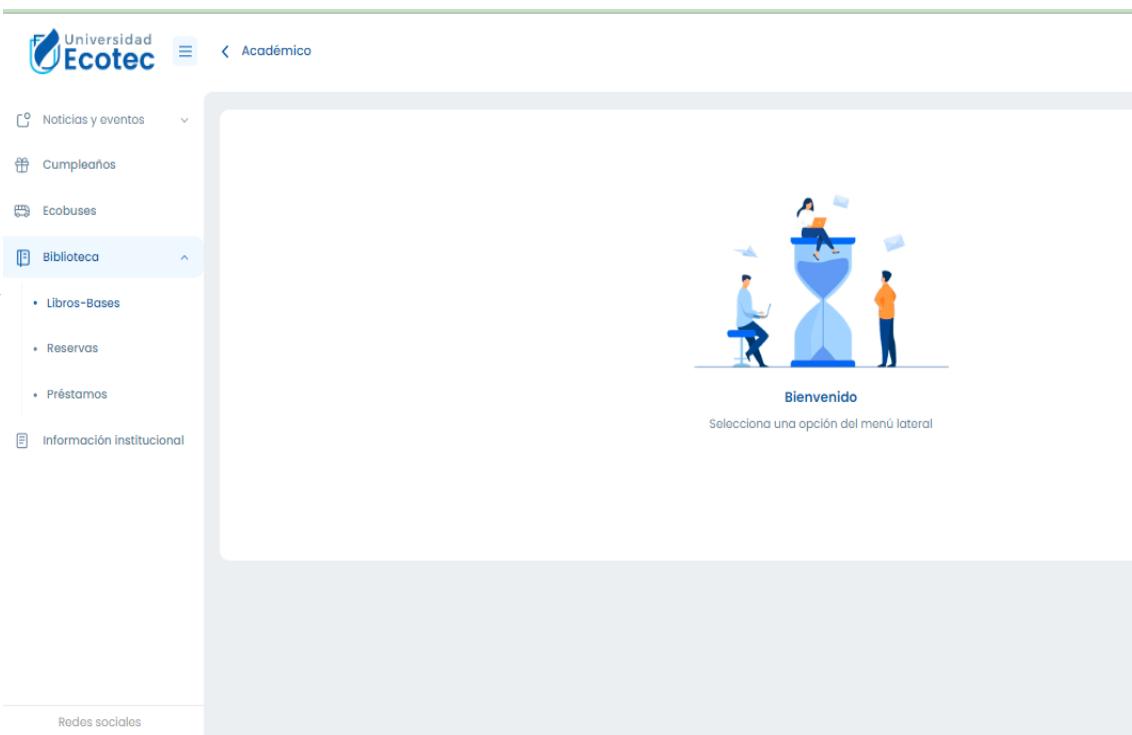 Universidad
Ecotec
Académico
Noticias y eventos
Cumpleaños
Ecobuses
Biblioteca
Libros-Bases
Reservas
Préstamos
Información institucional
Bienvenido
Selecciona una opción del menú lateral
Redes sociales